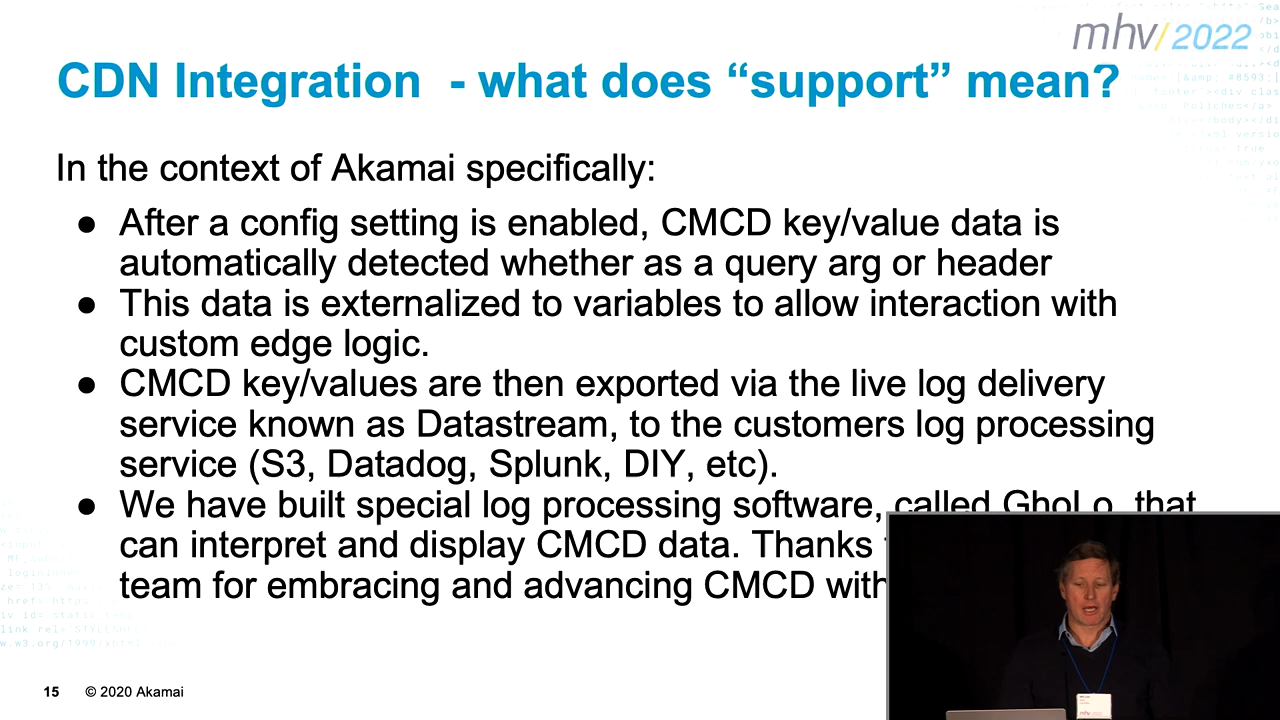 mhv/2022
CDN Integration - what does “support” mean?
In the context of Akamai specifically:
● After a config setting is enabled, CMCD key/value data is
automatically detected whether as a query arg or header
● This data is externalized to variables to allow interaction with
custom edge logic.
● CMCD key/values are then exported via the live log delivery
service known as Datastream, to the customers log processing
service (S3, Datadog, Splunk, DIY, etc).
● We have built special log processing software, called GhoLo, that
can interpret and display CMCD data. Thanks
team for embracing and advancing CMCD with
15 © 2020 Akamai